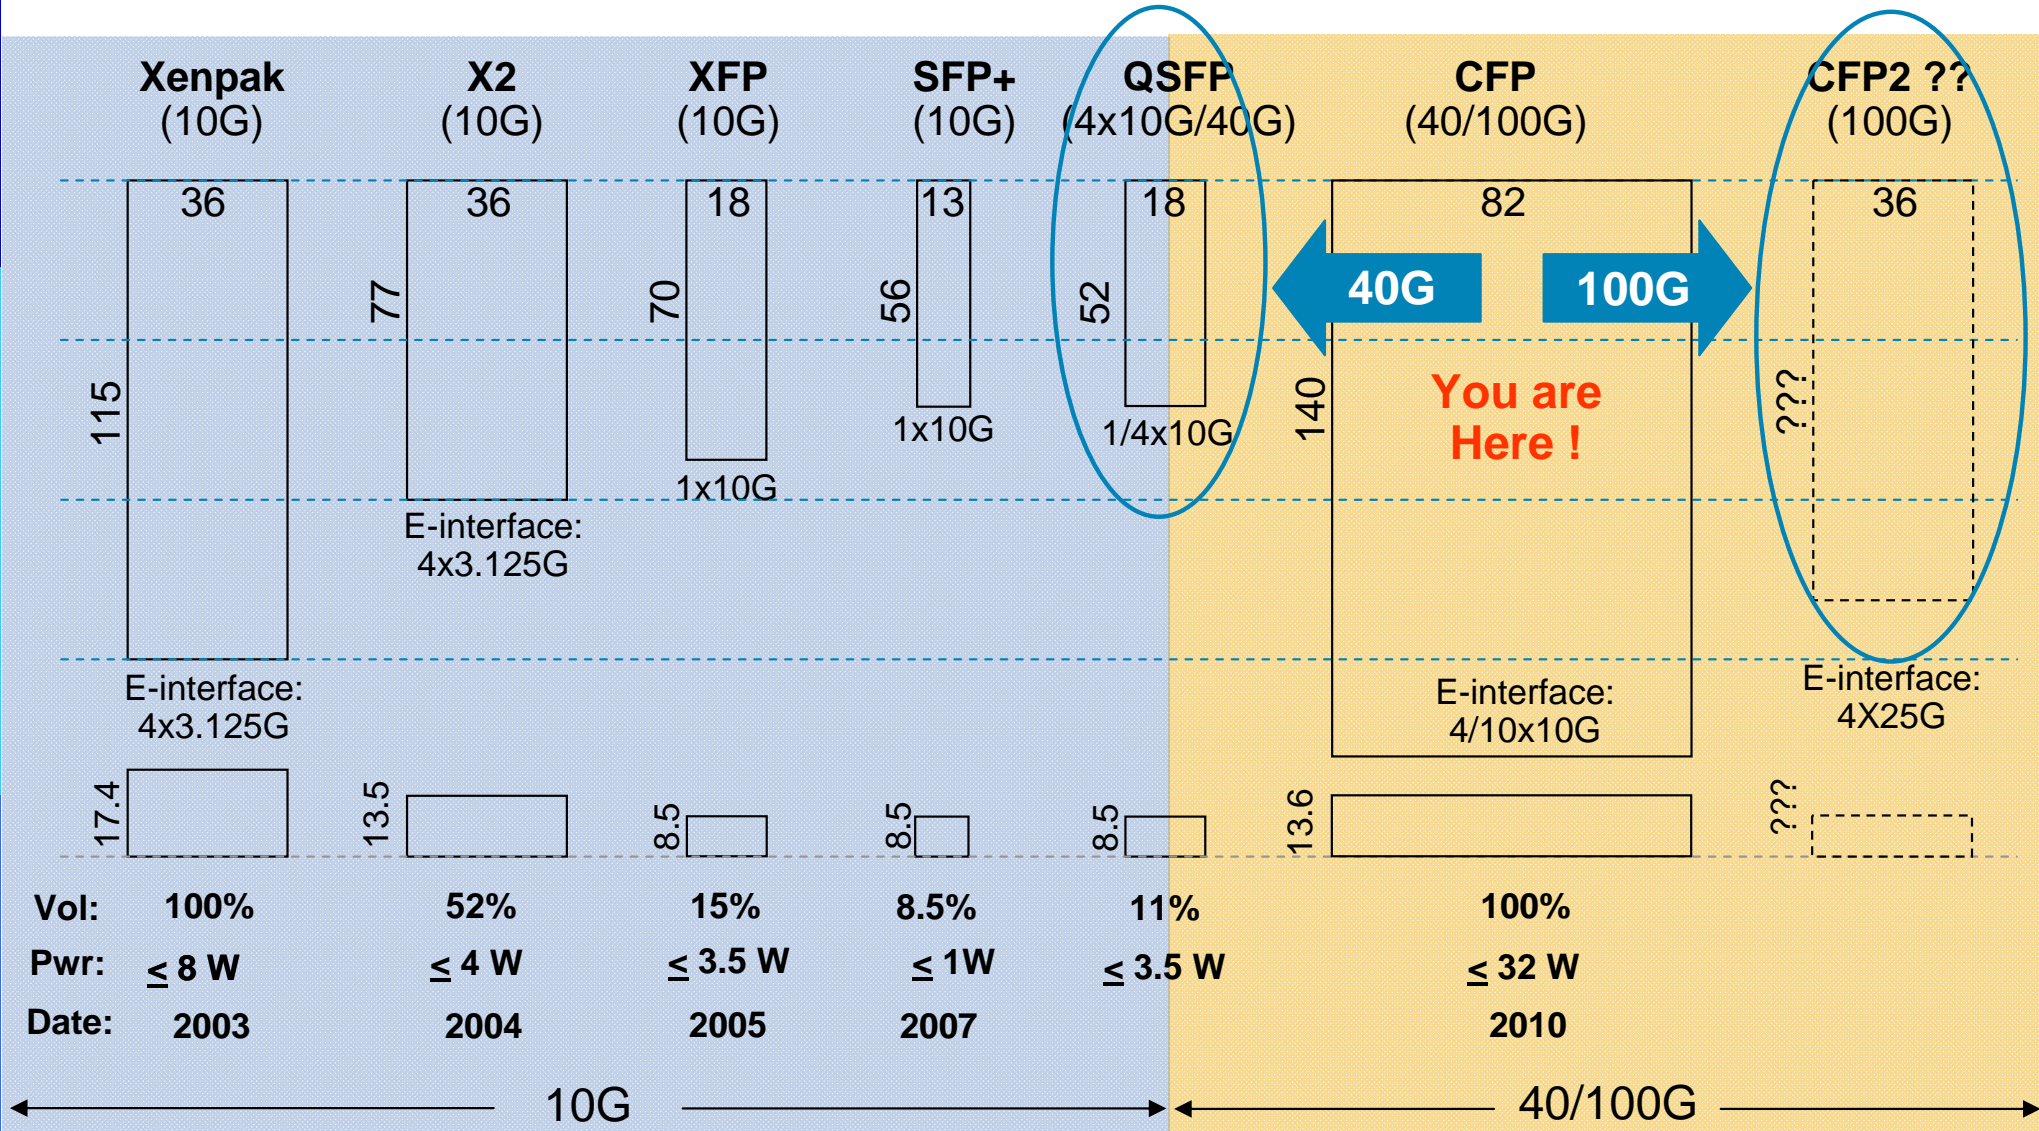 Xenpak
(10G)
X2
(10G)
XFP
(10G)
SFP+
(10G)
QSFP
(4x10G/40G)
CFP
(40/100G)
CFP2 ??
(100G)
36
36
18
13
18
82
36
115
77
70
56
52
140
???
40G
100G
You are
Here !
1x10G
1x10G
1/4x10G
E-interface:
4x3.125G
E-interface:
4x3.125G
E-interface:
4/10x10G
E-interface:
4X25G
17.4
13.5
8.5
8.5
8.5
13.6
???
Vol: 100% 52% 15% 8.5% 11% 100%
Pwr: ≤ 8 W ≤ 4 W ≤ 3.5 W ≤ 1W ≤ 3.5 W ≤ 32 W
Date: 2003 2004 2005 2007 2010
10G
40/100G